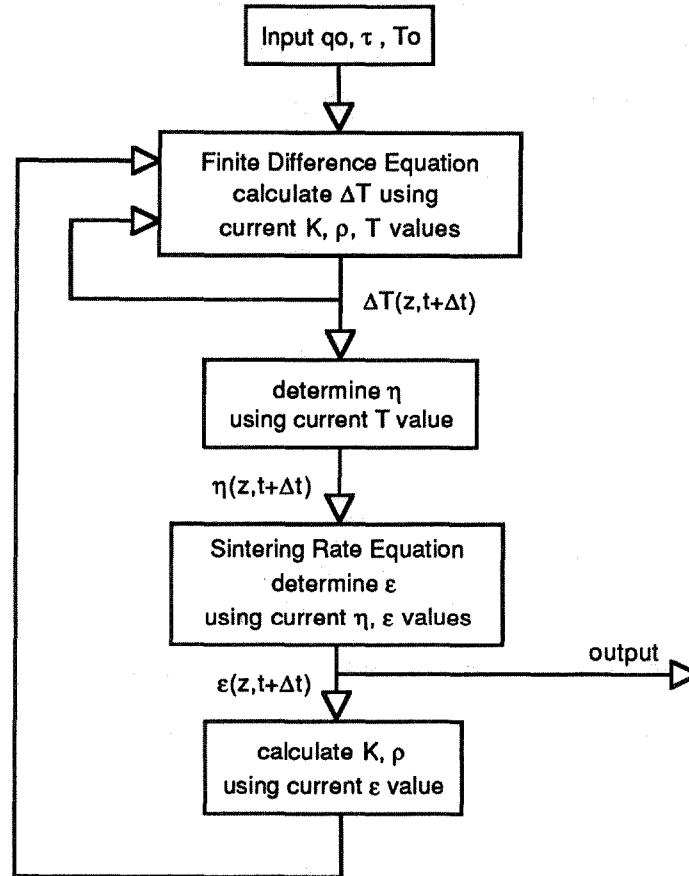 Input qo, τ , To
Finite Difference Equation
calculate ΔT using
current K, ρ, T values
ΔT(z,t+Δt)
determine η
using current T value
η(z,t+Δt)
Sintering Rate Equation
determine ε
using current η, ε values
output
ε(z,t+Δt)
calculate K, ρ
using current ε value